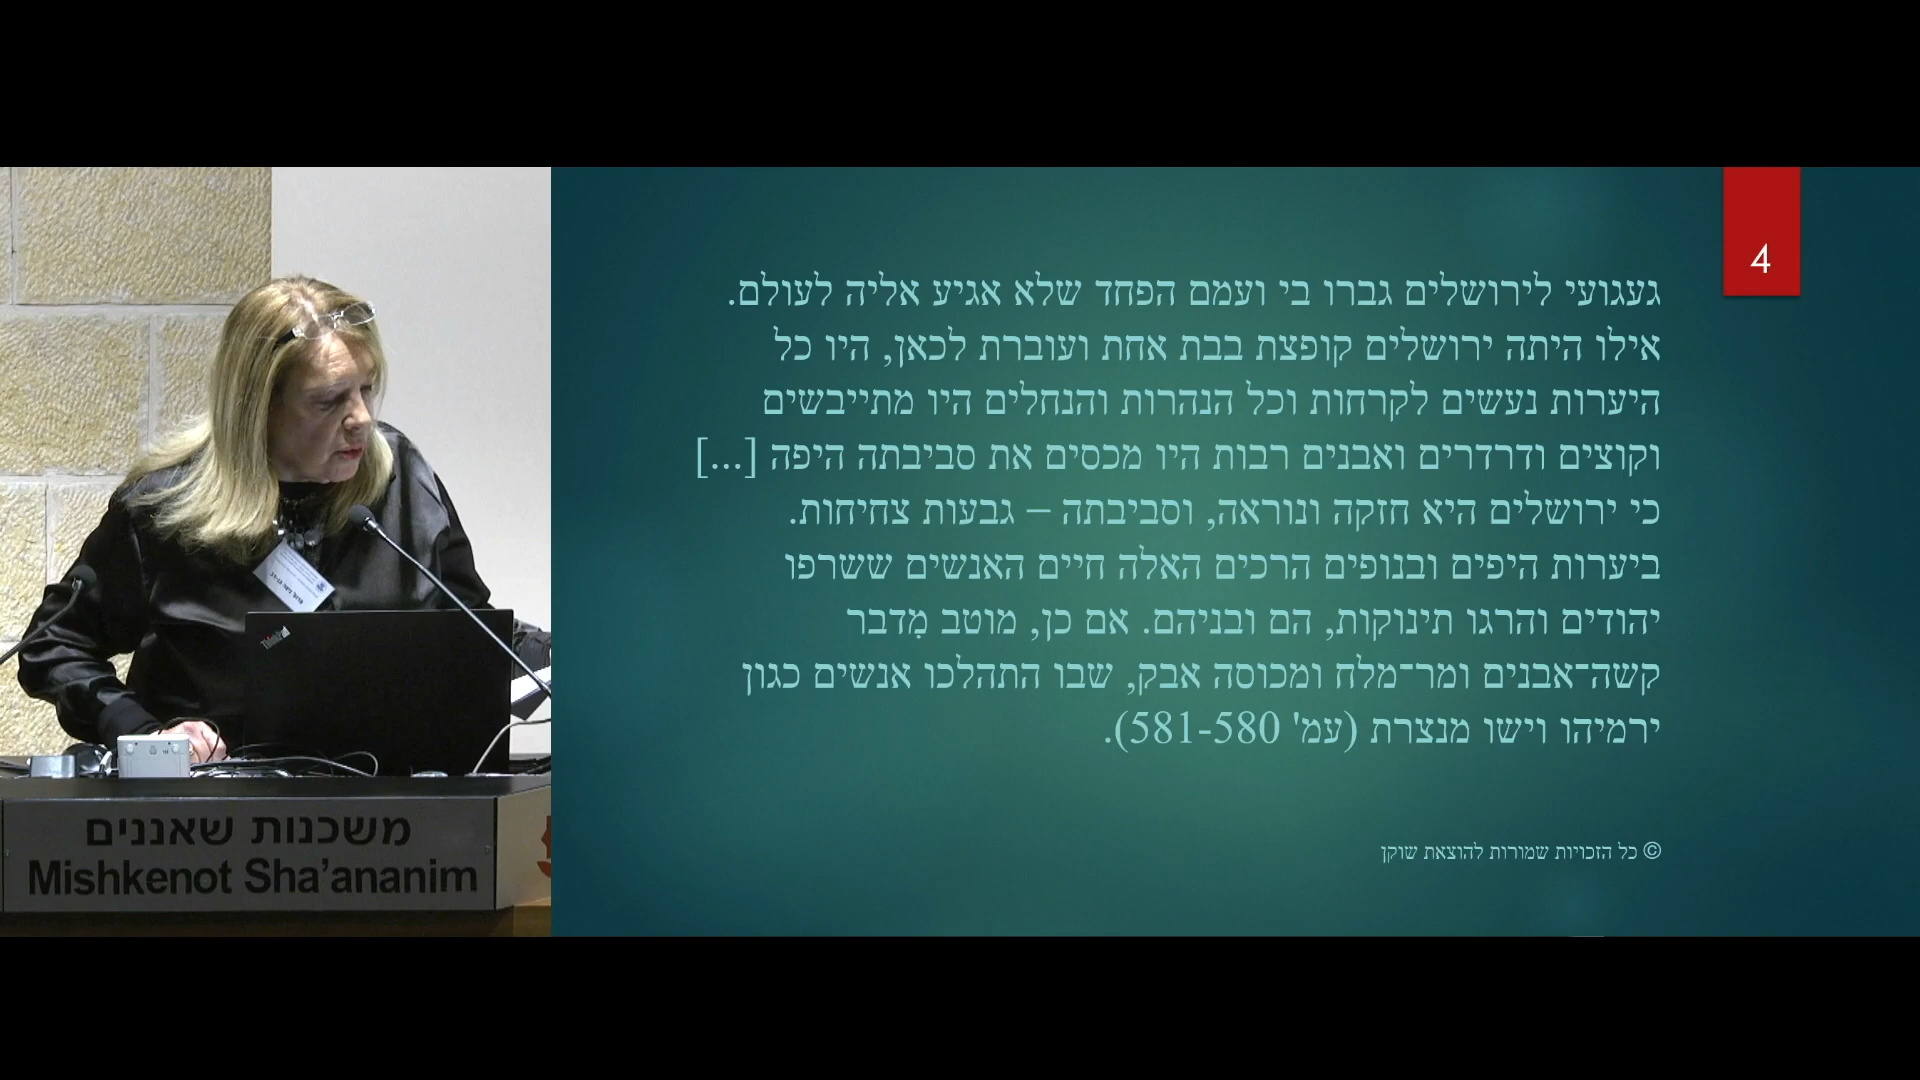 4
געגועי לירושלים גברו בי ועמם הפחד שלא אגיע אליה לעולם.
אילו היתה ירושלים קופצת בבת אחת ועוברת לכאן, היו כל
היערות נעשים לקרחות וכל הנהרות והנחלים היו מתייבשים
וקוצים ודרדרים ואבנים רבות היו מכסים את סביבתה היפה [...]
כי ירושלים היא חזקה ונוראה, וסביבתה – גבעות צחיחות.
ביערות היפים ובנופים הרכים האלה חיים האנשים ששרפו
יהודים והרגו תינוקות, הם ובניהם. אם כן, מוטב מִדבר
קשה־אבנים ומר־מלח ומכוסה אבק, שבו התהלכו אנשים כגון
ירמיהו וישו מנצרת (עמ' 581-580).
© כל הזכויות שמורות להוצאת שוקן
ThinkPad
משכנות שאננים
Mishkenot Sha'ananim